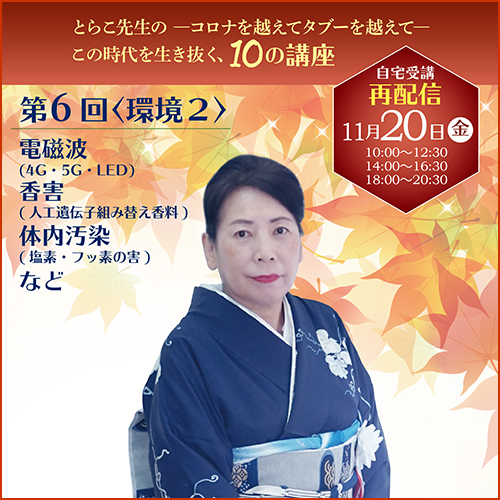 とらこ先生の ―コロナを越えてタブーを越えて―
この時代を生き抜く、10の講座
自宅受講
再配信
11月20日㊎
10:00〜12:30
14:00〜16:30
18:00〜20:30
第6回〈環境2〉
電磁波
(4G・5G・LED)
香害
(人工遺伝子組み替え香料)
体内汚染
(塩素・フッ素の害)
など